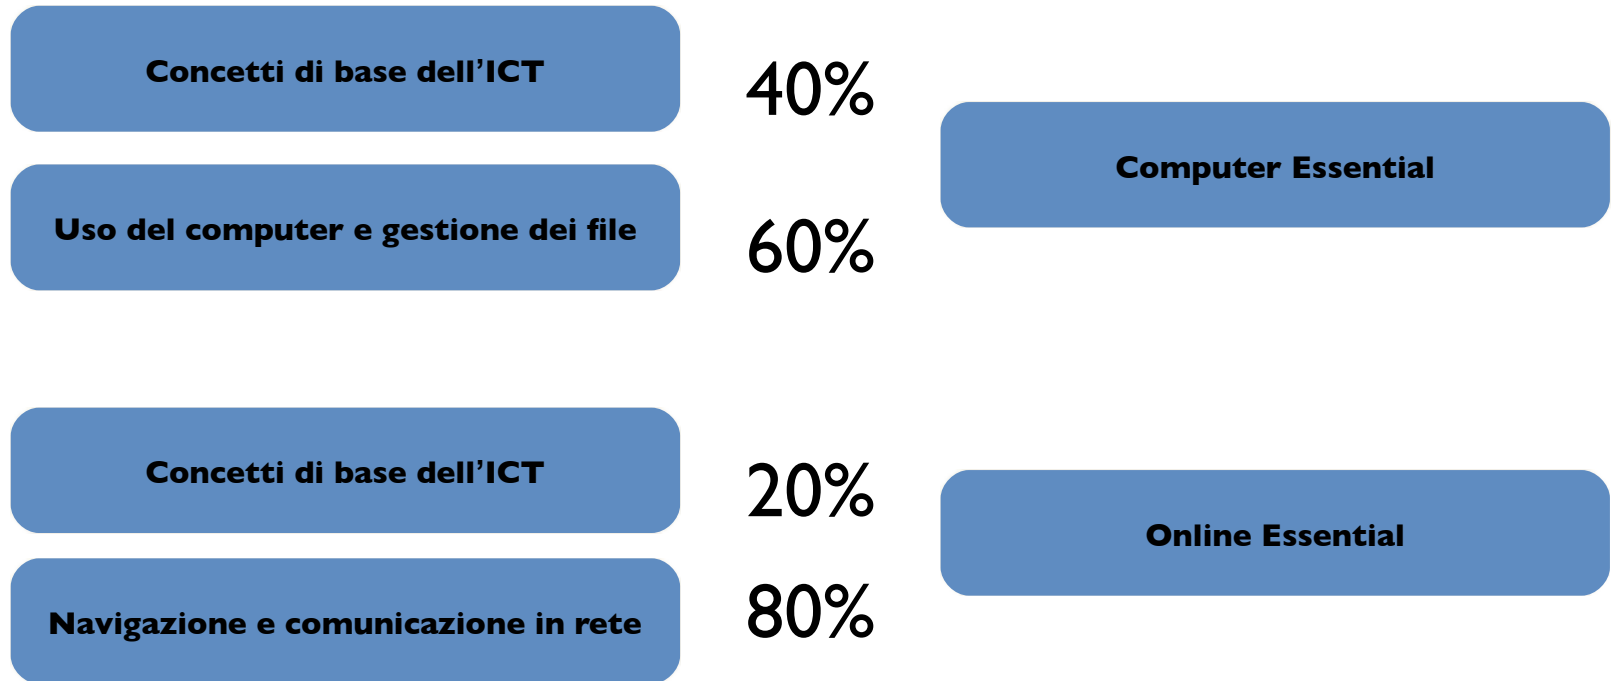 Concetti di base dell’ICT
40%
Computer Essential
Uso del computer e gestione dei file
60%
Concetti di base dell’ICT
20%
Online Essential
Navigazione e comunicazione in rete
80%